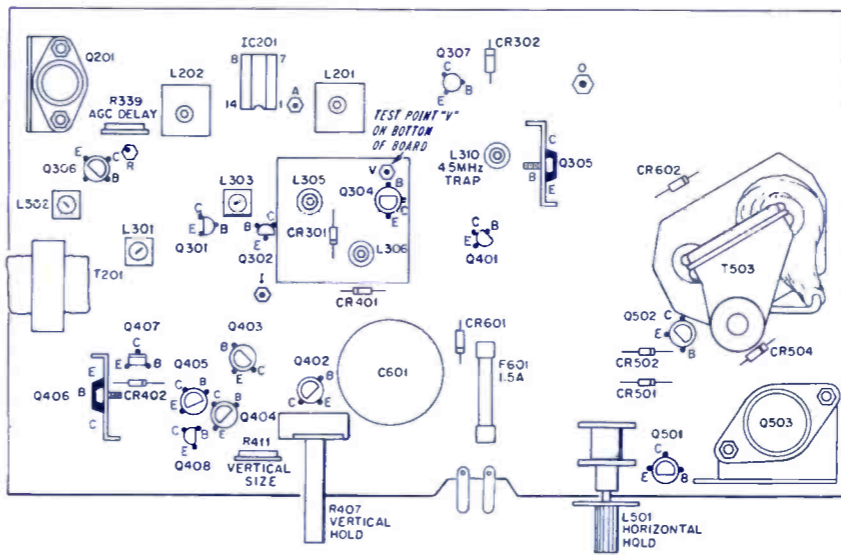 Q201
L202
IC201
8
7
14
1
A
L201
R339
AGC DELAY
Q307
C
E
B
CR302
O
TEST POINT "V"
ON BOTTOM
OF BOARD
V
L310
4.5MHz
TRAP
C
B
E
Q305
CR602
Q306
E
C
B
R
L302
L301
L303
Q301
C
B
E
Q302
C
B
E
L305
Q304
B
C
E
CR301
L306
I
CR401
Q401
C
B
E
T201
T503
Q502
C
E
B
CR502
CR501
CR504
Q407
C
E
B
Q403
B
E
C
CR601
Q406
E
B
C
CR402
Q405
C
B
E
Q402
B
C
E
C601
F601
1.5A
C
B
E
Q404
C
B
E
Q408
R411
VERTICAL
SIZE
R407
VERTICAL
HOLD
Q501
C
E
B
Q503
L501
HORIZONTAL
HOLD